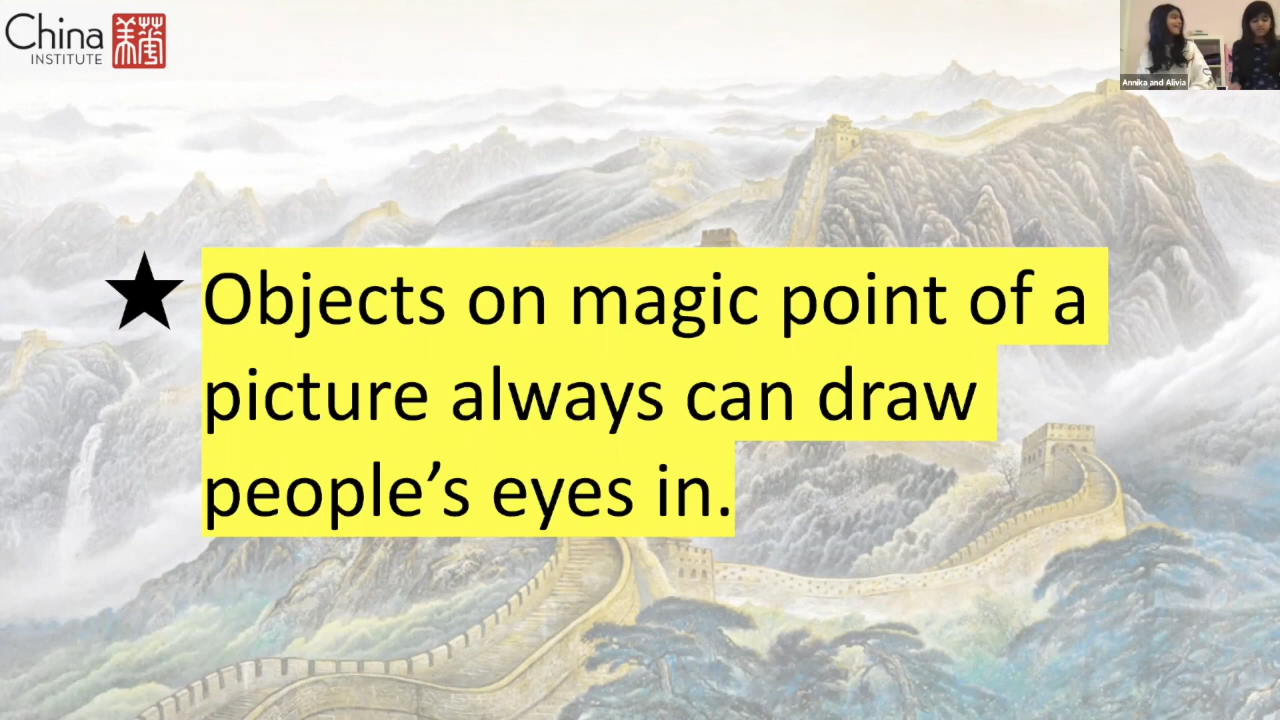 China
INSTITUTE
Annika and Alivia
★ Objects on magic point of a
picture always can draw
people’s eyes in.